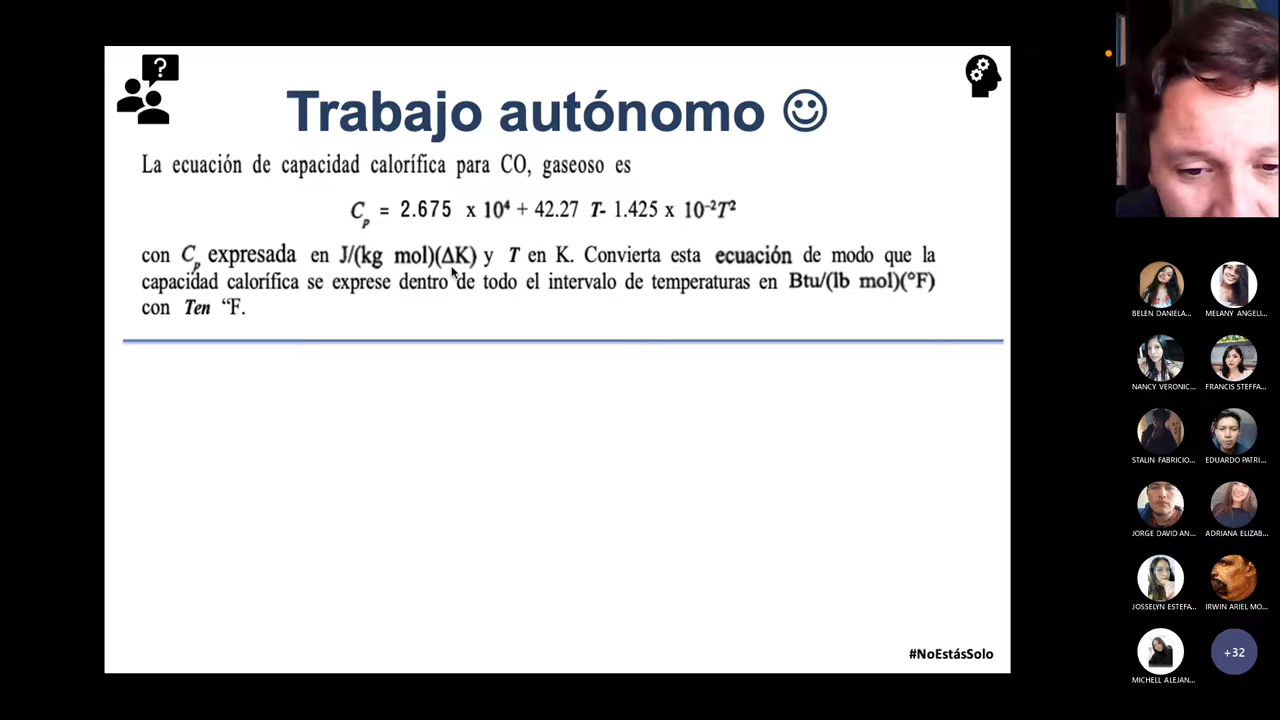 ?
Trabajo autónomo ☺
La ecuación de capacidad calorífica para CO, gaseoso es
C_p = 2.675 x 10⁴ + 42.27 T- 1.425 x 10⁻²T²
con C_p expresada en J/(kg mol)(ΔK) y T en K. Convierta esta ecuación de modo que la
capacidad calorífica se exprese dentro de todo el intervalo de temperaturas en Btu/(lb mol)(°F)
con Ten “F.
#NoEstásSolo
BELEN DANIELA...
MELANY ANGELI...
NANCY VERONIC...
FRANCIS STEFFA...
STALIN FABRICIO...
EDUARDO PATRI...
JORGE DAVID AN...
ADRIANA ELIZAB...
JOSSELYN ESTEFA...
IRWIN ARIEL MO...
MICHELL ALEJAN...
+32